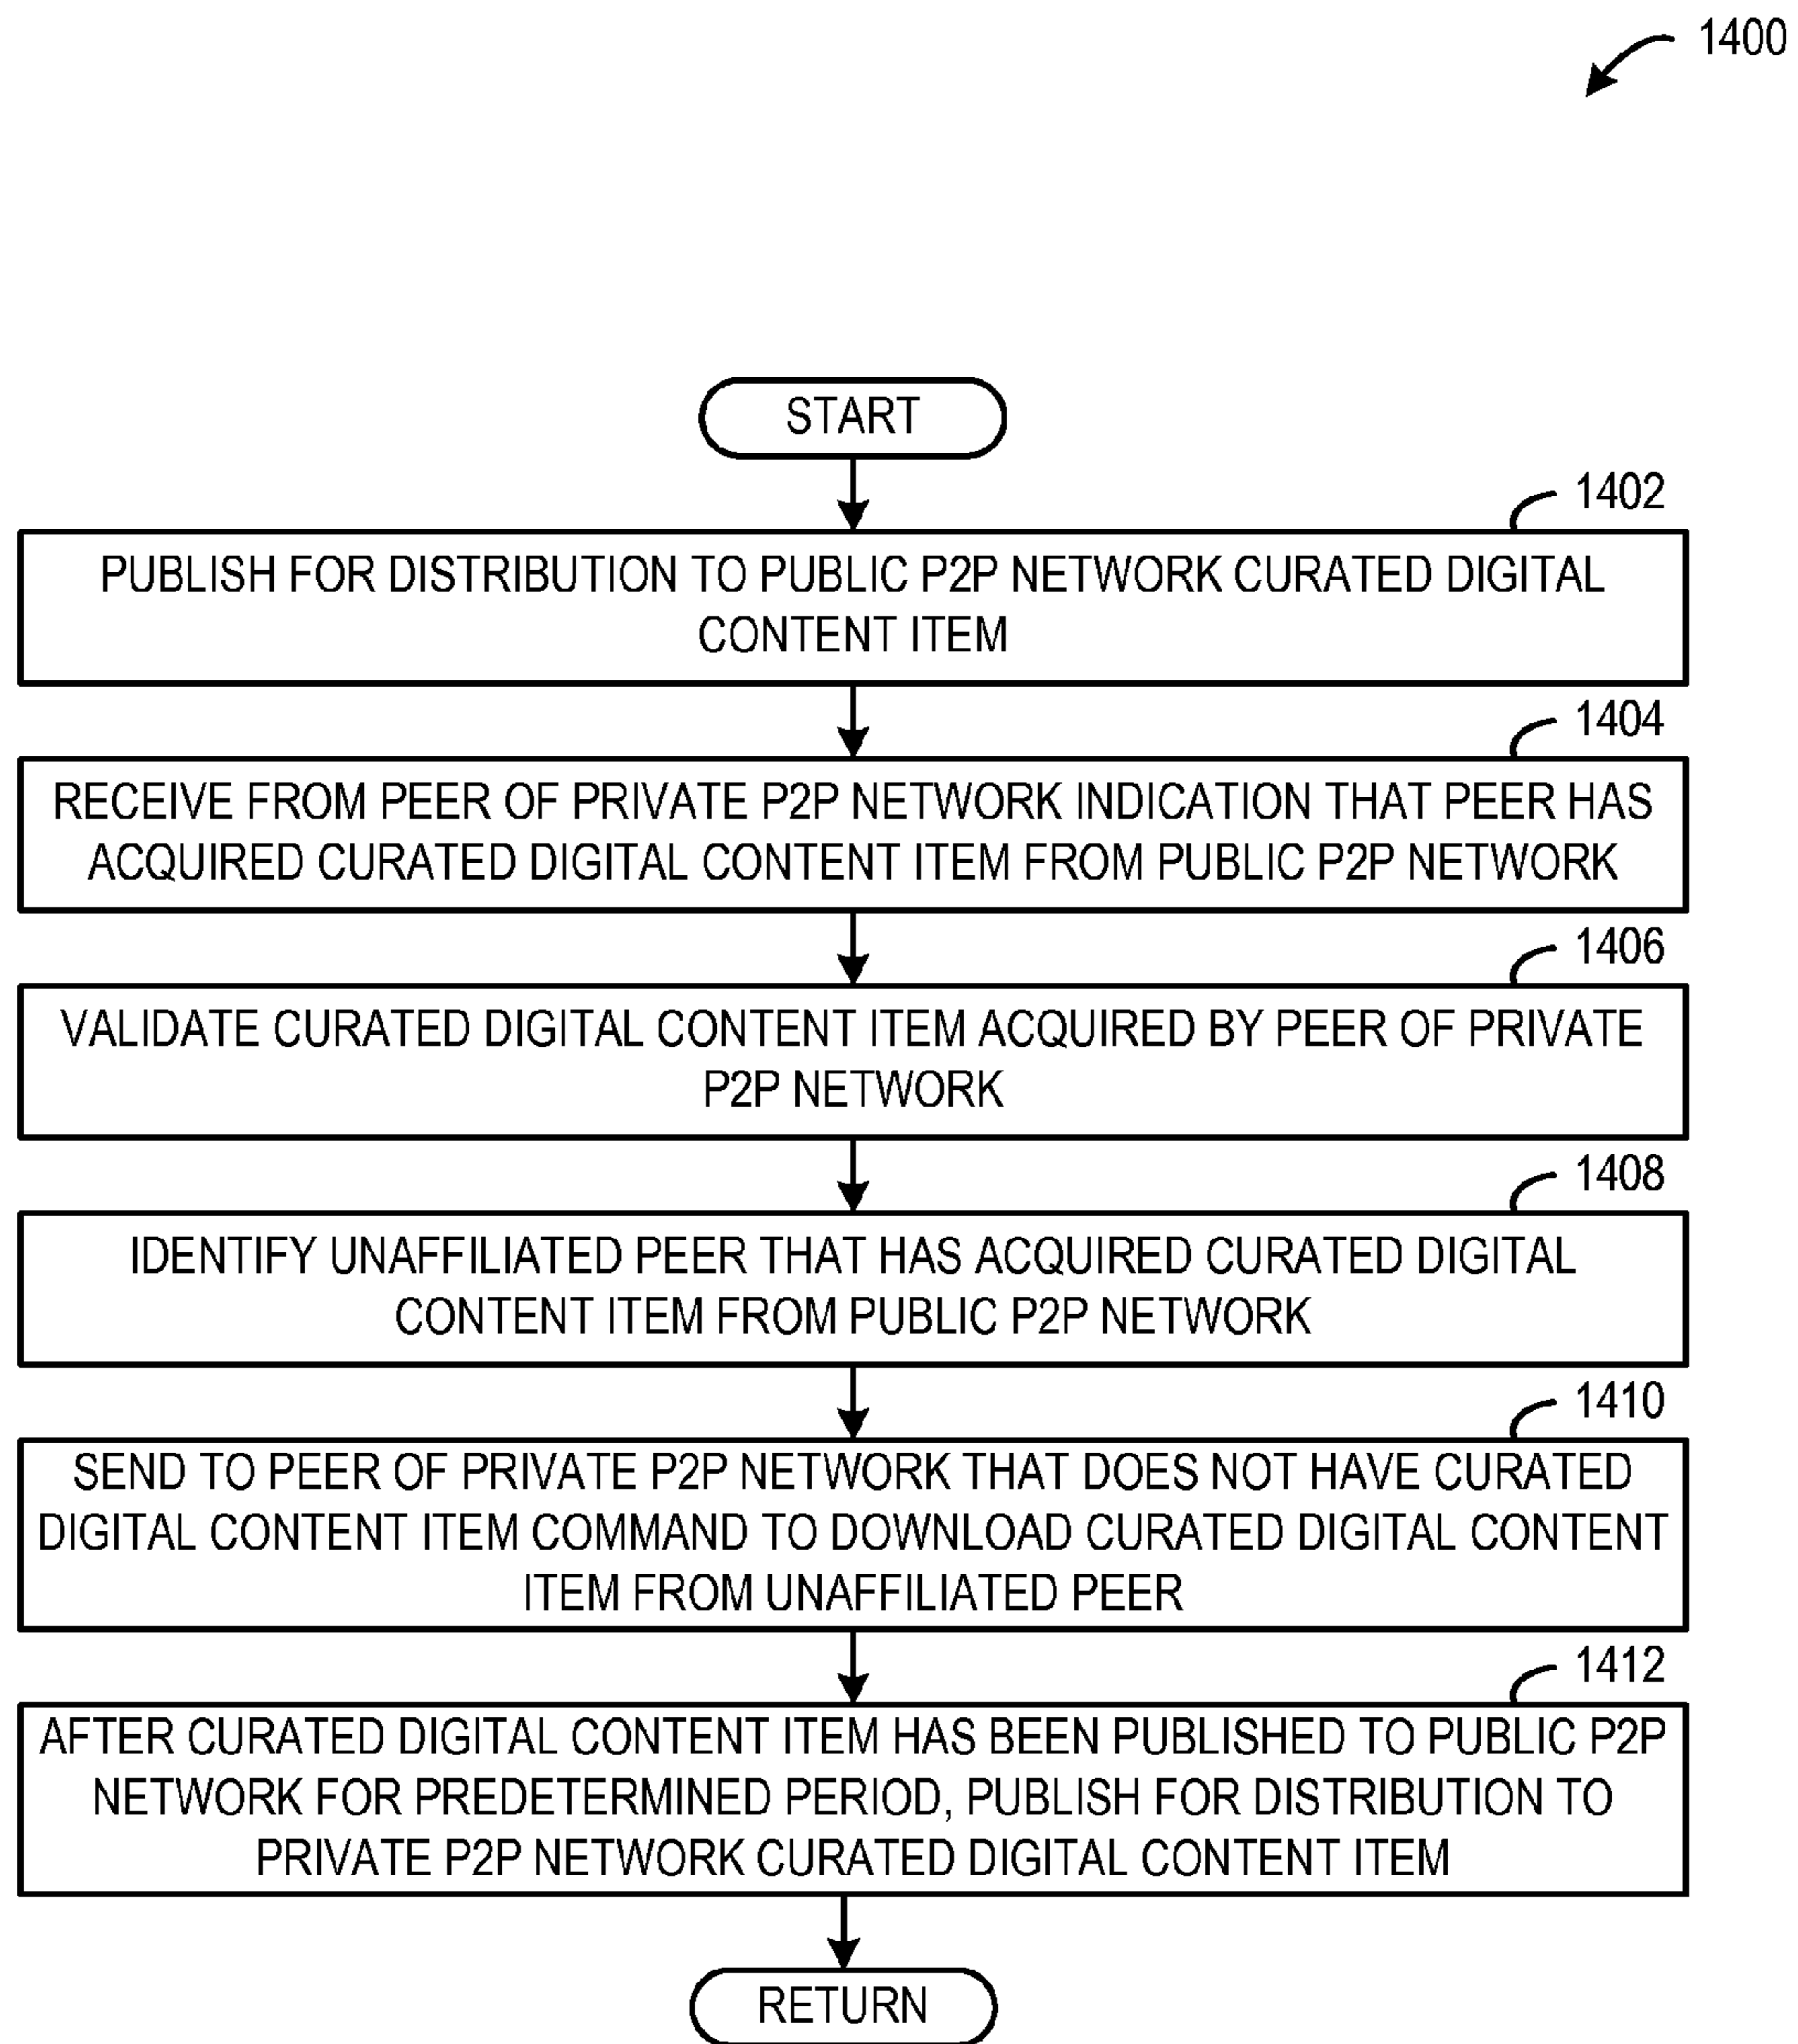 1400
START
1402
PUBLISH FOR DISTRIBUTION TO PUBLIC P2P NETWORK CURATED DIGITAL
CONTENT ITEM
1404
RECEIVE FROM PEER OF PRIVATE P2P NETWORK INDICATION THAT PEER HAS
ACQUIRED CURATED DIGITAL CONTENT ITEM FROM PUBLIC P2P NETWORK
1406
VALIDATE CURATED DIGITAL CONTENT ITEM ACQUIRED BY PEER OF PRIVATE
P2P NETWORK
1408
IDENTIFY UNAFFILIATED PEER THAT HAS ACQUIRED CURATED DIGITAL
CONTENT ITEM FROM PUBLIC P2P NETWORK
1410
SEND TO PEER OF PRIVATE P2P NETWORK THAT DOES NOT HAVE CURATED
DIGITAL CONTENT ITEM COMMAND TO DOWNLOAD CURATED DIGITAL CONTENT
ITEM FROM UNAFFILIATED PEER
1412
AFTER CURATED DIGITAL CONTENT ITEM HAS BEEN PUBLISHED TO PUBLIC P2P
NETWORK FOR PREDETERMINED PERIOD, PUBLISH FOR DISTRIBUTION TO
PRIVATE P2P NETWORK CURATED DIGITAL CONTENT ITEM
RETURN